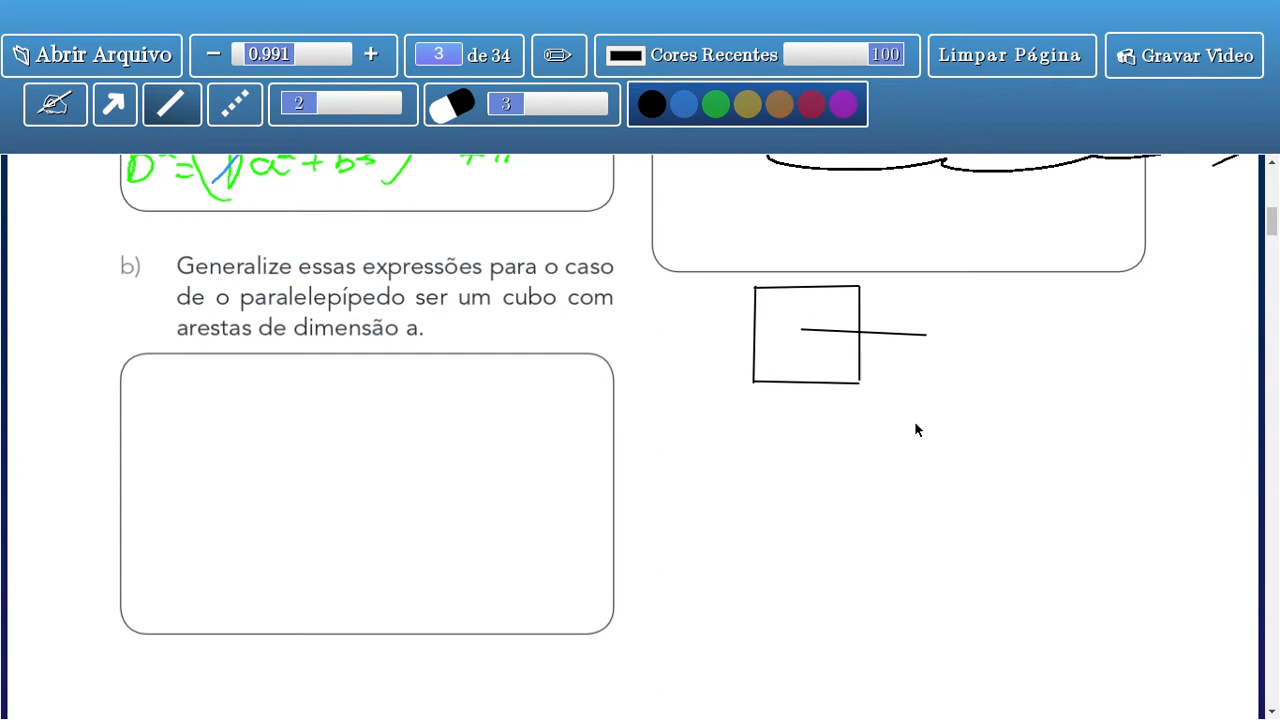 Abrir Arquivo
− 0.991 +
3 de 34
Cores Recentes 100
Limpar Página
Gravar Video
2
3
b) Generalize essas expressões para o caso
de o paralelepípedo ser um cubo com
arestas de dimensão a.